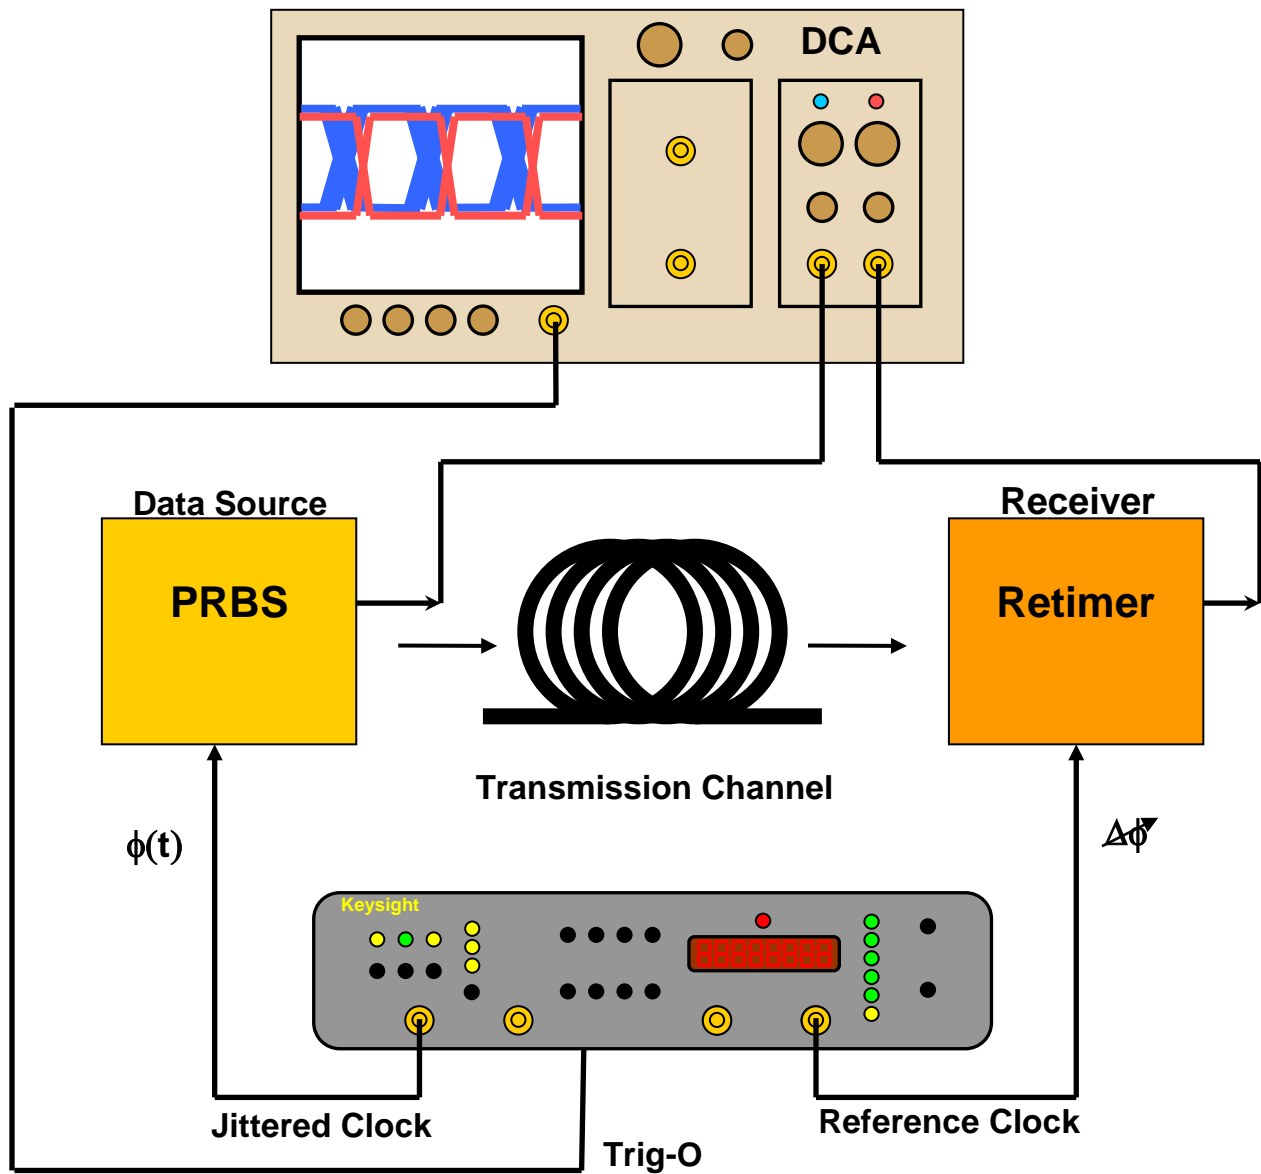 DCA
Data Source
PRBS
Receiver
Retimer
Transmission Channel
ϕ(t)
Δϕ
Keysight
Jittered Clock
Reference Clock
Trig-O